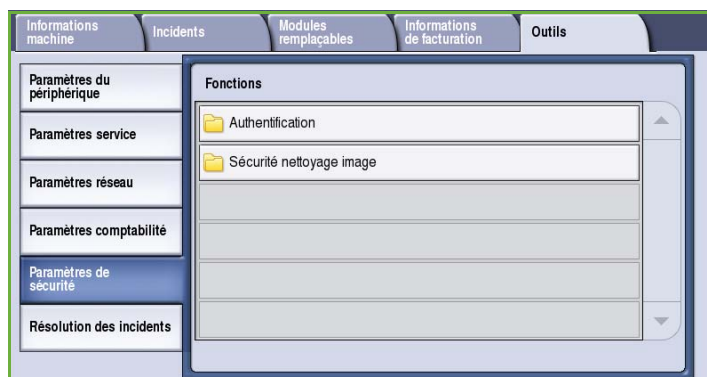 Informations
machine
Incidents
Modules
remplaçables
Informations
de facturation
Outils
Paramètres du
périphérique
Paramètres service
Paramètres réseau
Paramètres comptabilité
Paramètres de
sécurité
Résolution des incidents
Fonctions
Authentification
Sécurité nettoyage image